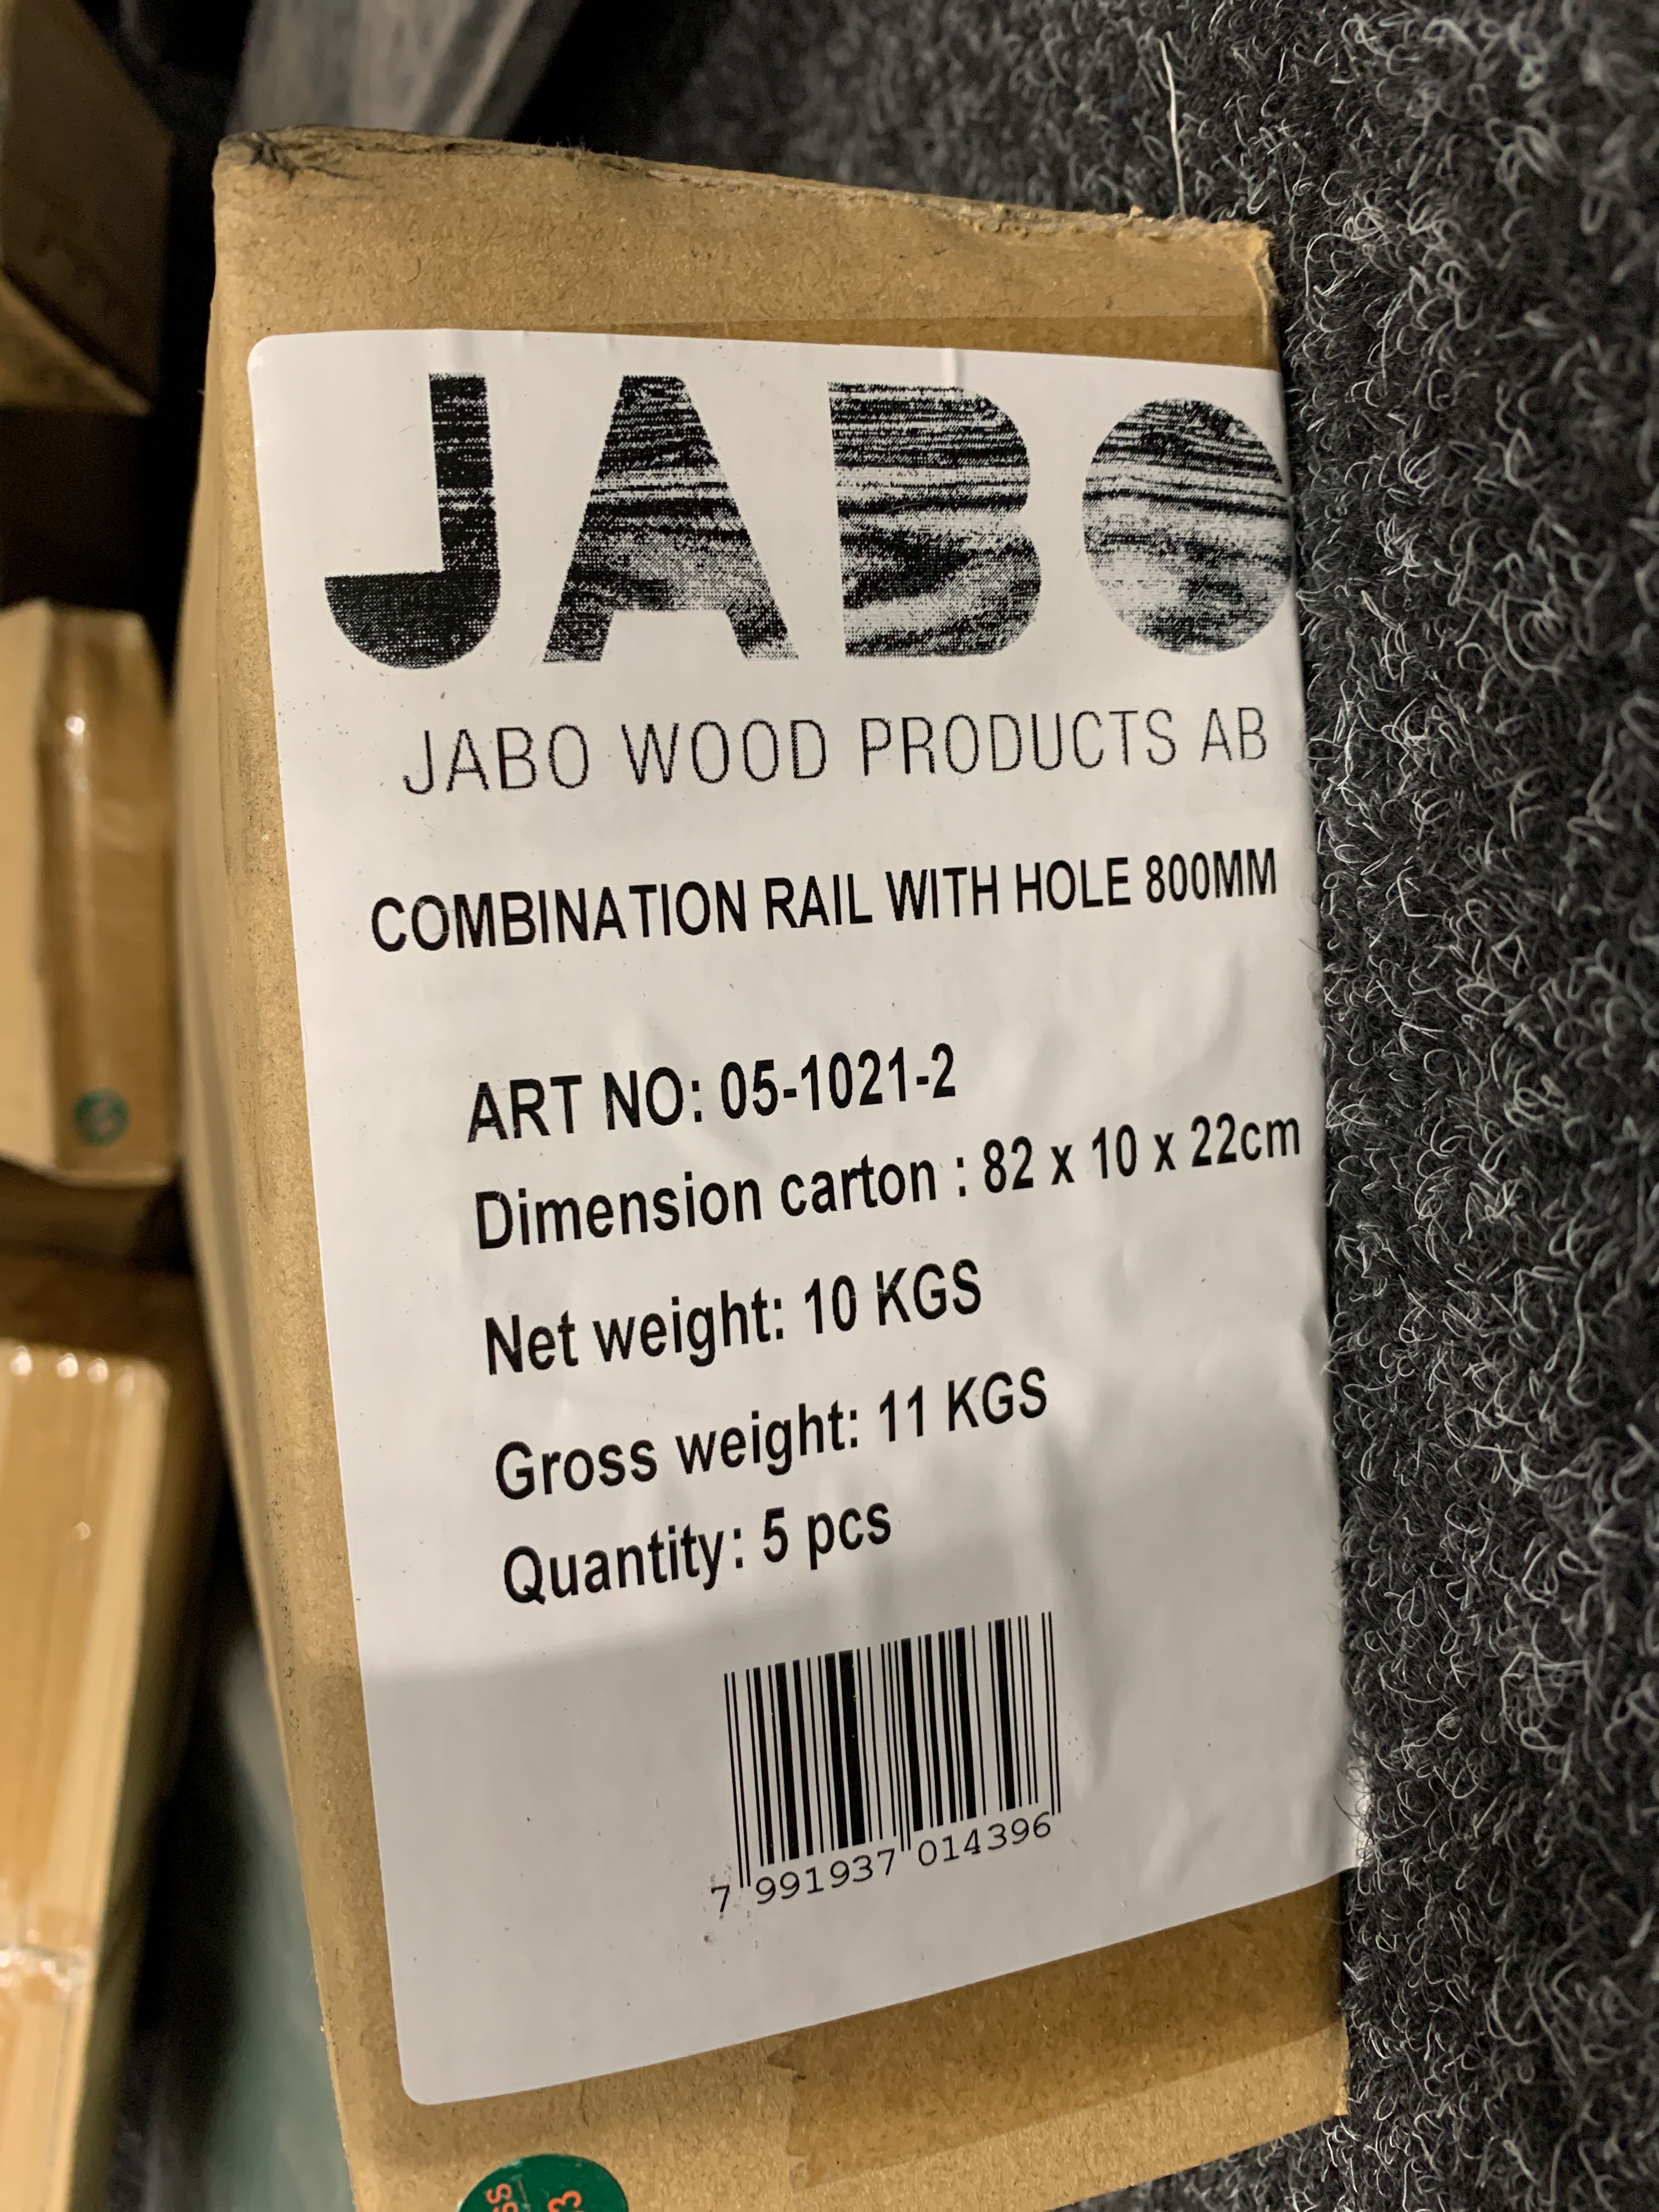 JABO
JABO WOOD PRODUCTS AB
COMBINATION RAIL WITH HOLE 800MM
ART NO: 05-1021-2
Dimension carton : 82 x 10 x 22cm
Net weight: 10 KGS
Gross weight: 11 KGS
Quantity: 5 pcs
7 991937 014396